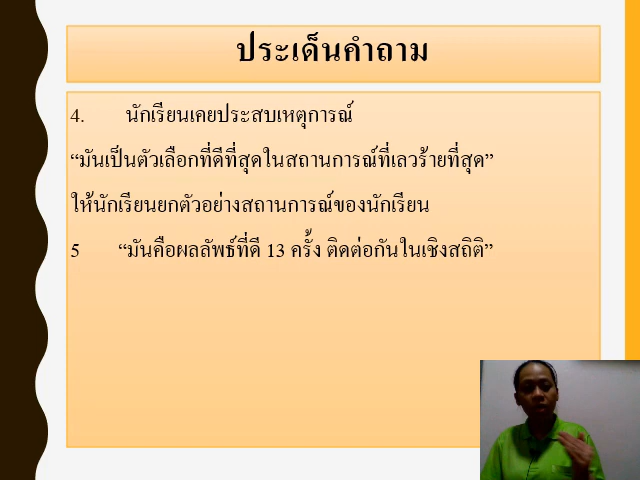 ประเด็นคำถาม
4. นักเรียนเคยประสบเหตุการณ์
“มันเป็นตัวเลือกที่ดีที่สุดในสถานการณ์ที่เลวร้ายที่สุด”
ให้นักเรียนยกตัวอย่างสถานการณ์ของนักเรียน
5 “มันคือผลลัพธ์ที่ดี 13 ครั้ง ติดต่อกันในเชิงสถิติ”